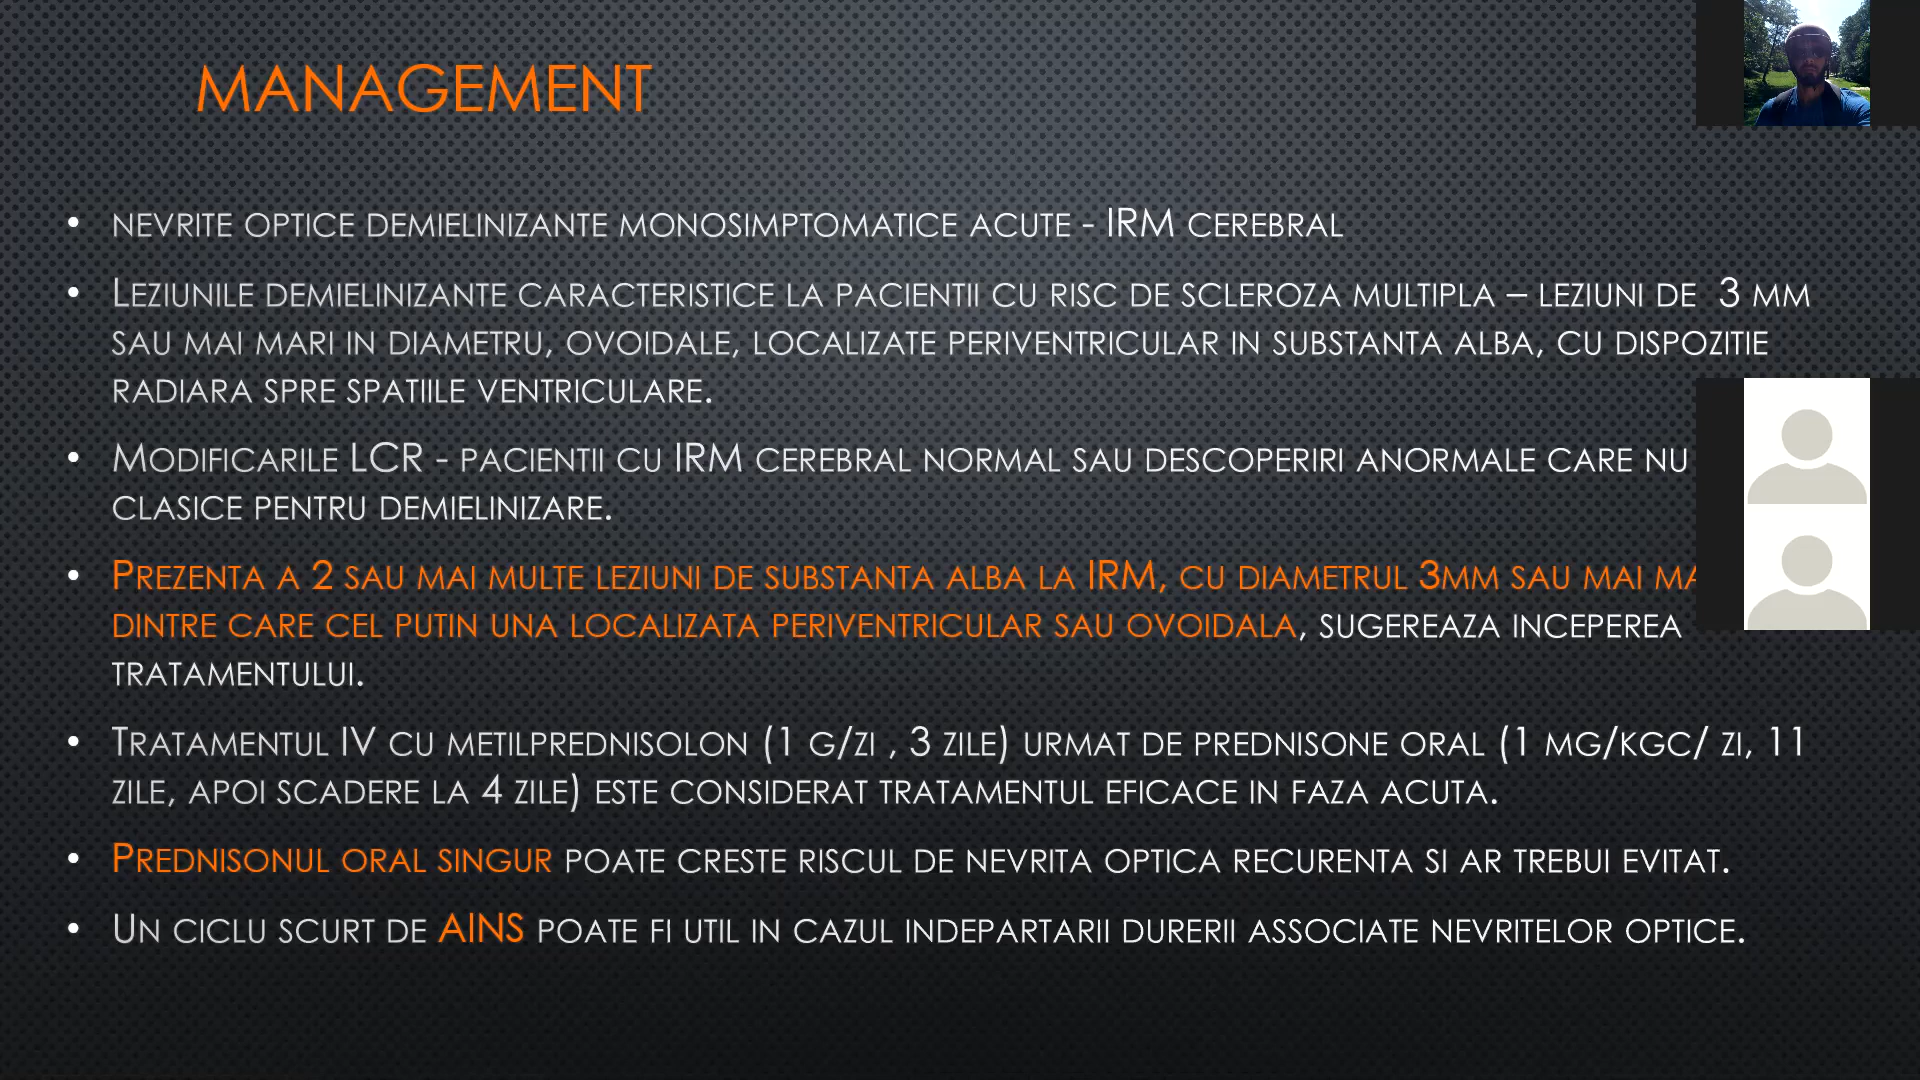 MANAGEMENT
• NEVRITE OPTICE DEMIELINIZANTE MONOSIMPTOMATICE ACUTE - IRM CEREBRAL
• LEZIUNILE DEMIELINIZANTE CARACTERISTICE LA PACIENTII CU RISC DE SCLEROZA MULTIPLA – LEZIUNI DE 3 MM
SAU MAI MARI IN DIAMETRU, OVOIDALE, LOCALIZATE PERIVENTRICULAR IN SUBSTANTA ALBA, CU DISPOZITIE
RADIARA SPRE SPATIILE VENTRICULARE.
• MODIFICARILE LCR - PACIENTII CU IRM CEREBRAL NORMAL SAU DESCOPERIRI ANORMALE CARE NU
CLASICE PENTRU DEMIELINIZARE.
• PREZENTA A 2 SAU MAI MULTE LEZIUNI DE SUBSTANTA ALBA LA IRM, CU DIAMETRUL 3MM SAU MAI
DINTRE CARE CEL PUTIN UNA LOCALIZATA PERIVENTRICULAR SAU OVOIDALA, SUGEREAZA INCEPEREA
TRATAMENTULUI.
• TRATAMENTUL IV CU METILPREDNISOLON (1 G/ZI , 3 ZILE) URMAT DE PREDNISONE ORAL (1 MG/KGC/ ZI, 11
ZILE, APOI SCADERE LA 4 ZILE) ESTE CONSIDERAT TRATAMENTUL EFICACE IN FAZA ACUTA.
• PREDNISONUL ORAL SINGUR POATE CRESTE RISCUL DE NEVRITA OPTICA RECURENTA SI AR TREBUI EVITAT.
• UN CICLU SCURT DE AINS POATE FI UTIL IN CAZUL INDEPARTARII DURERII ASSOCIATE NEVRITELOR OPTICE.